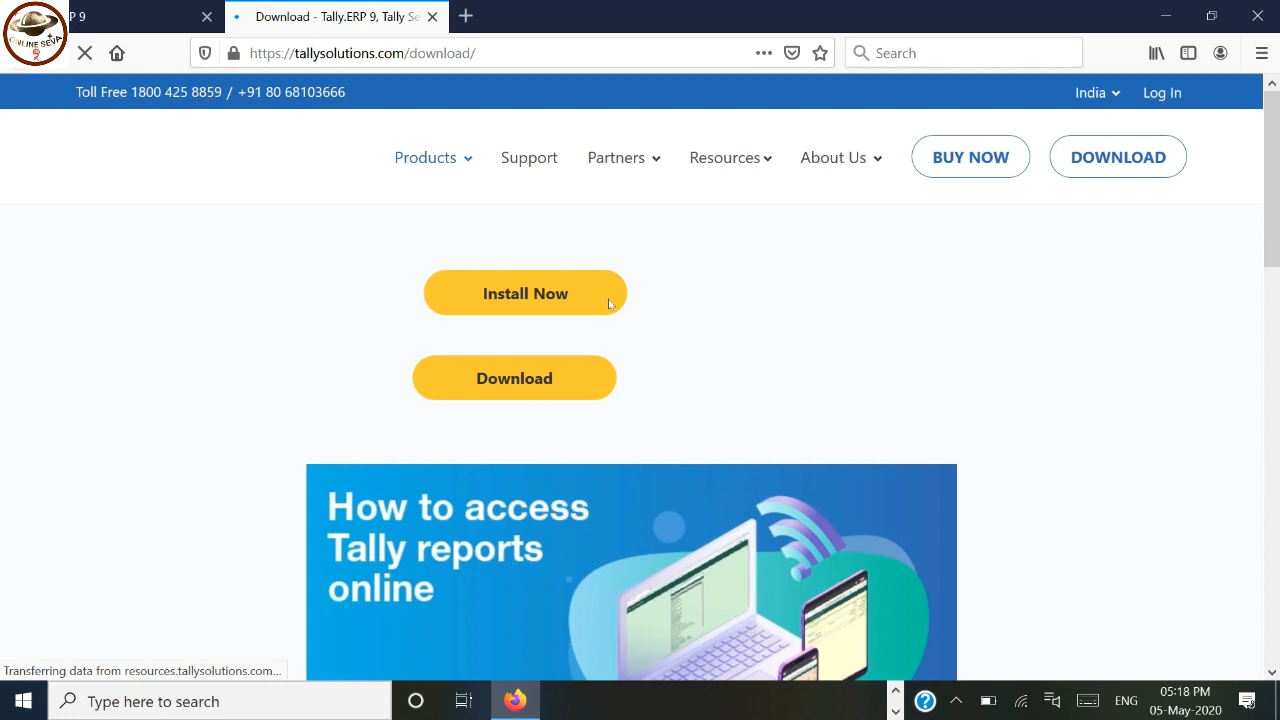 ONLINE SEVA
P 9
Download - Tally.ERP 9, Tally Se
https://tallysolutions.com/download/
Search
Toll Free 1800 425 8859 / +91 80 68103666
India
Log In
Products
Support
Partners
Resources
About Us
BUY NOW
DOWNLOAD
Install Now
Download
How to access
Tally reports
online
Transferring data from resources.tallysolutions.com...
Type here to search
ENG
05:18 PM
05-May-2020